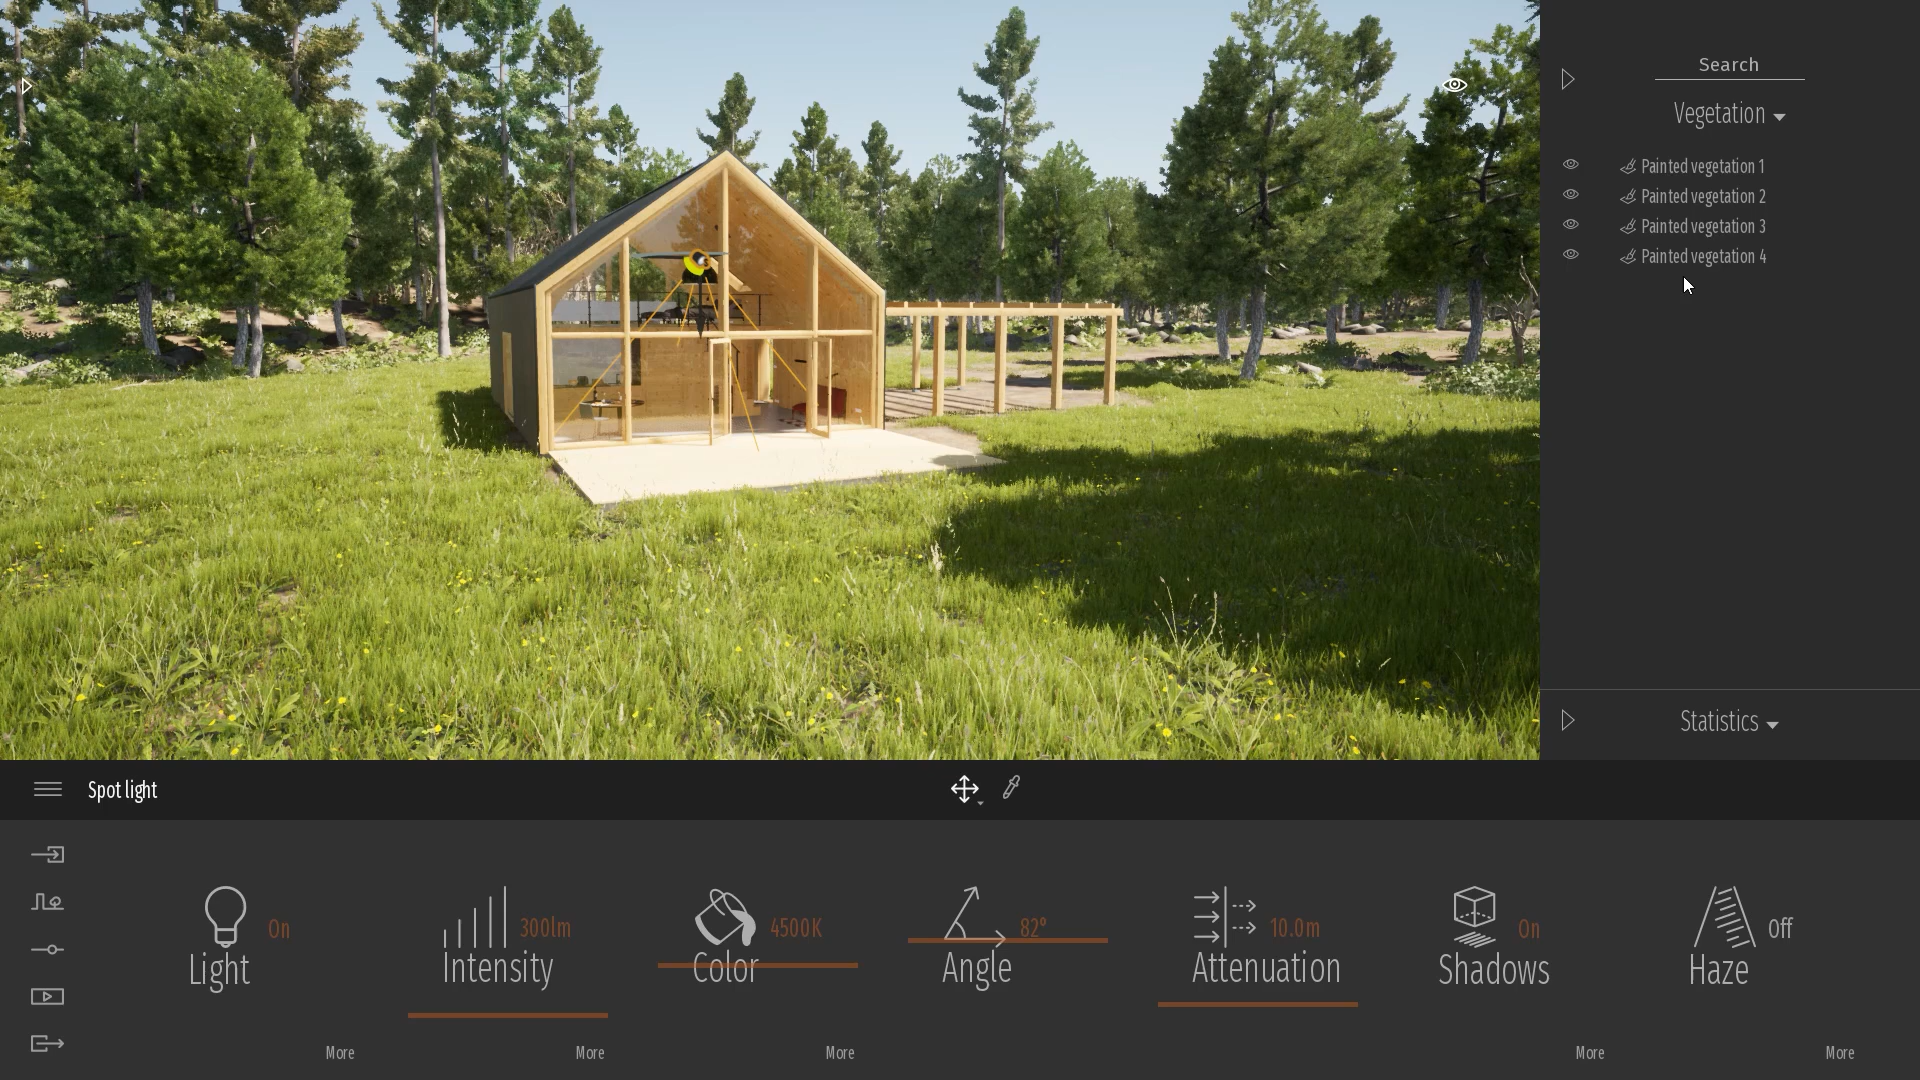 Search
Vegetation
Painted vegetation 1
Painted vegetation 2
Painted vegetation 3
Painted vegetation 4
Statistics
Spot light
On
Light
More
300lm
Intensity
More
4500K
Color
More
82°
Angle
10.0m
Attenuation
On
Shadows
More
Off
Haze
More